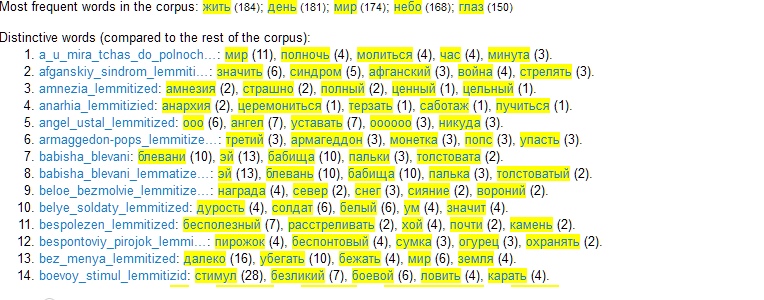 Most frequent words in the corpus: жить (184); день (181); мир (174); небо (168); глаз (150)
Distinctive words (compared to the rest of the corpus):
1. a_u_mira_tchas_do_polnoch…: мир (11), полночь (4), молиться (4), час (4), минута (3).
2. afganskiy_sindrom_lemmiti…: значить (6), синдром (5), афганский (3), война (4), стрелять (3).
3. amnezia_lemmitized: амнезия (2), страшно (2), полный (2), ценный (1), цельный (1).
4. anarhia_lemmitizied: анархия (2), церемониться (1), терзать (1), саботаж (1), пучиться (1).
5. angel_ustal_lemmitized: ооо (6), ангел (7), уставать (7), оооооо (3), никуда (3).
6. armaggedon-pops_lemmitize…: третий (3), армагеддон (3), монетка (3), попс (3), упасть (3).
7. babisha_blevani: блевани (10), эй (13), бабища (10), пальки (3), толстовата (2).
8. babisha_blevani_lemmatize…: эй (13), блевань (10), бабища (10), палька (3), толстоватый (2).
9. beloe_bezmolvie_lemmitize…: награда (4), север (2), снег (3), сияние (2), вороний (2).
10. belye_soldaty_lemmitized: дурость (4), солдат (6), белый (6), ум (4), значит (4).
11. bespolezen_lemmitized: бесполезный (7), расстреливать (2), хой (4), почти (2), камень (2).
12. bespontoviy_pirojok_lemmi…: пирожок (4), беспонтовый (4), сумка (3), огурец (3), охранять (2).
13. bez_menya_lemmitized: далеко (16), убегать (10), бежать (4), мир (6), земля (4).
14. boevoy_stimul_lemmitizid: стимул (28), безликий (7), боевой (6), ловить (4), карать (4).